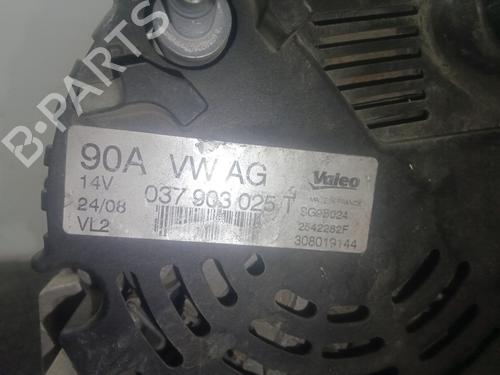 B-PARTS
90A VW AG
14V 037 903 025 T
24/08
VL2
Valeo
MADE IN FRANCE
SG9B024
2542282F
308019144